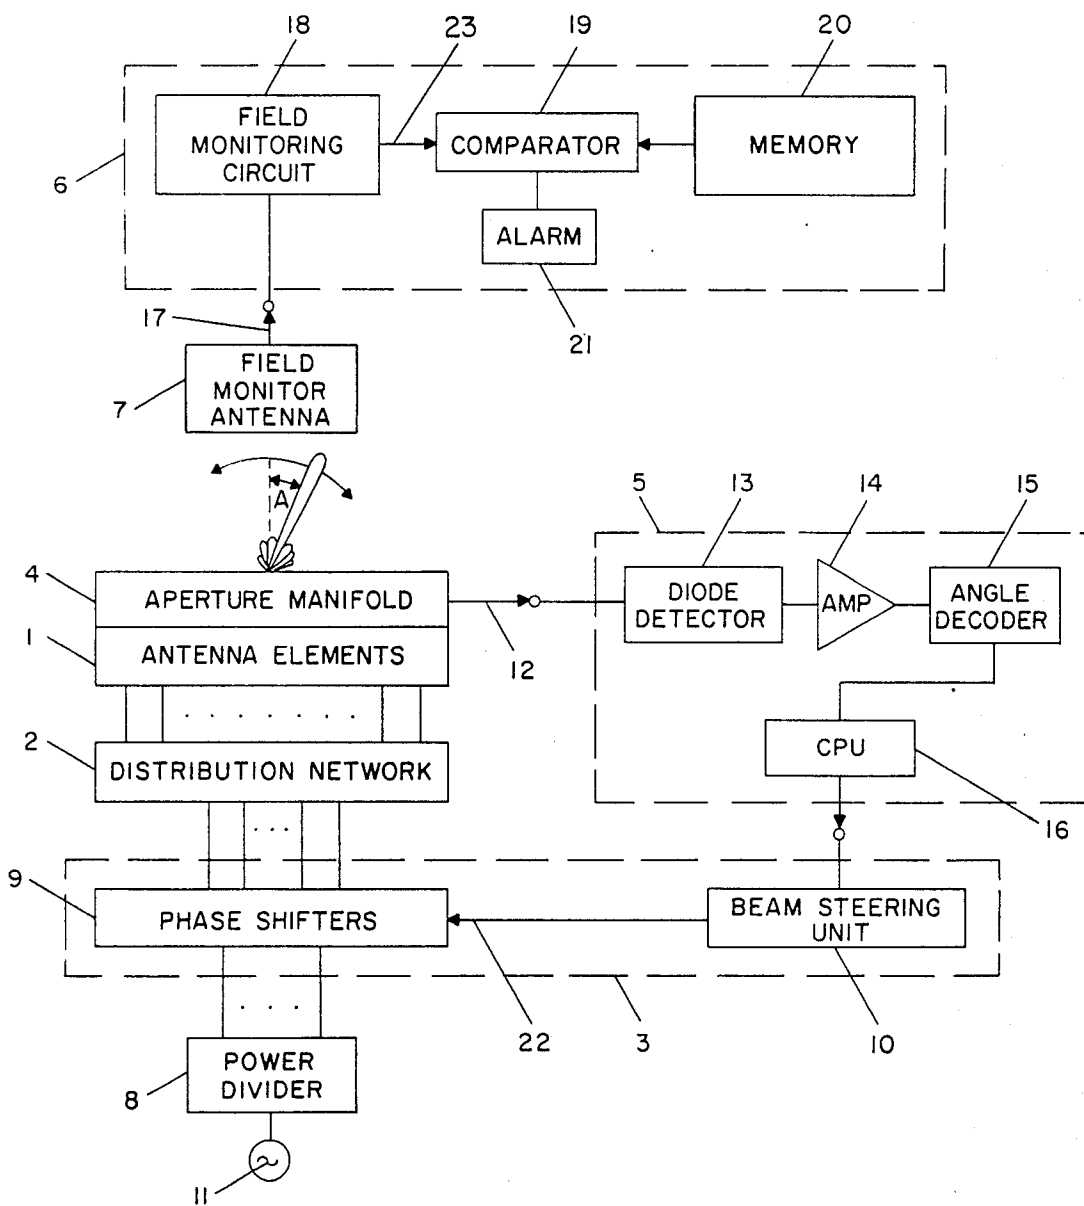 18
23
19
20
FIELD
MONITORING
CIRCUIT
COMPARATOR
MEMORY
6
ALARM
17
21
FIELD
MONITOR
ANTENNA
7
A
5
13
14
15
4
APERTURE MANIFOLD
DIODE
DETECTOR
AMP
ANGLE
DECODER
1
ANTENNA ELEMENTS
12
2
DISTRIBUTION NETWORK
CPU
16
9
PHASE SHIFTERS
BEAM STEERING
UNIT
22
3
10
POWER
DIVIDER
8
11